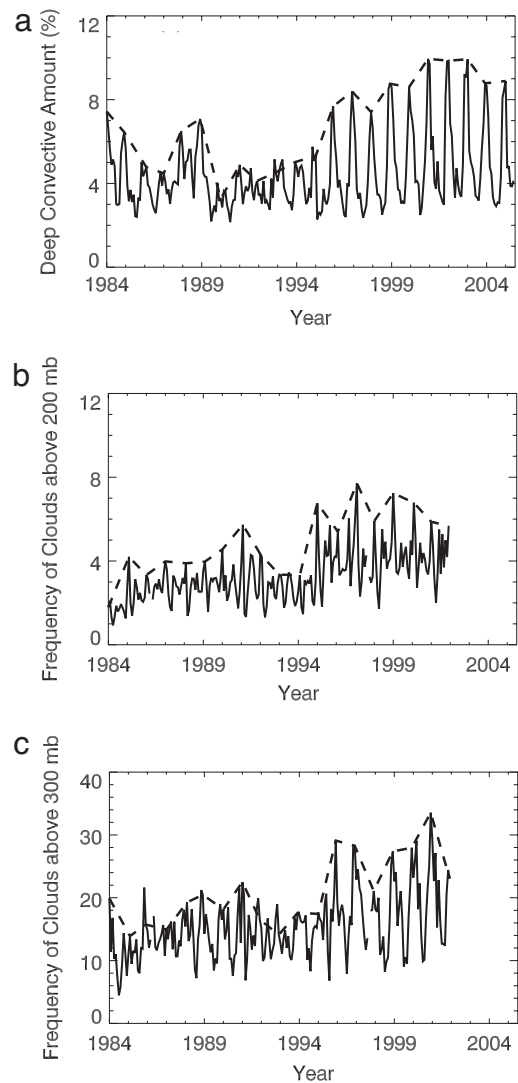 a
Deep Convective Amount (%)
12
8
4
0
1984 1989 1994 1999 2004
Year
b
Frequency of Clouds above 200 mb
12
8
4
0
1984 1989 1994 1999 2004
Year
c
Frequency of Clouds above 300 mb
40
30
20
10
0
1984 1989 1994 1999 2004
Year